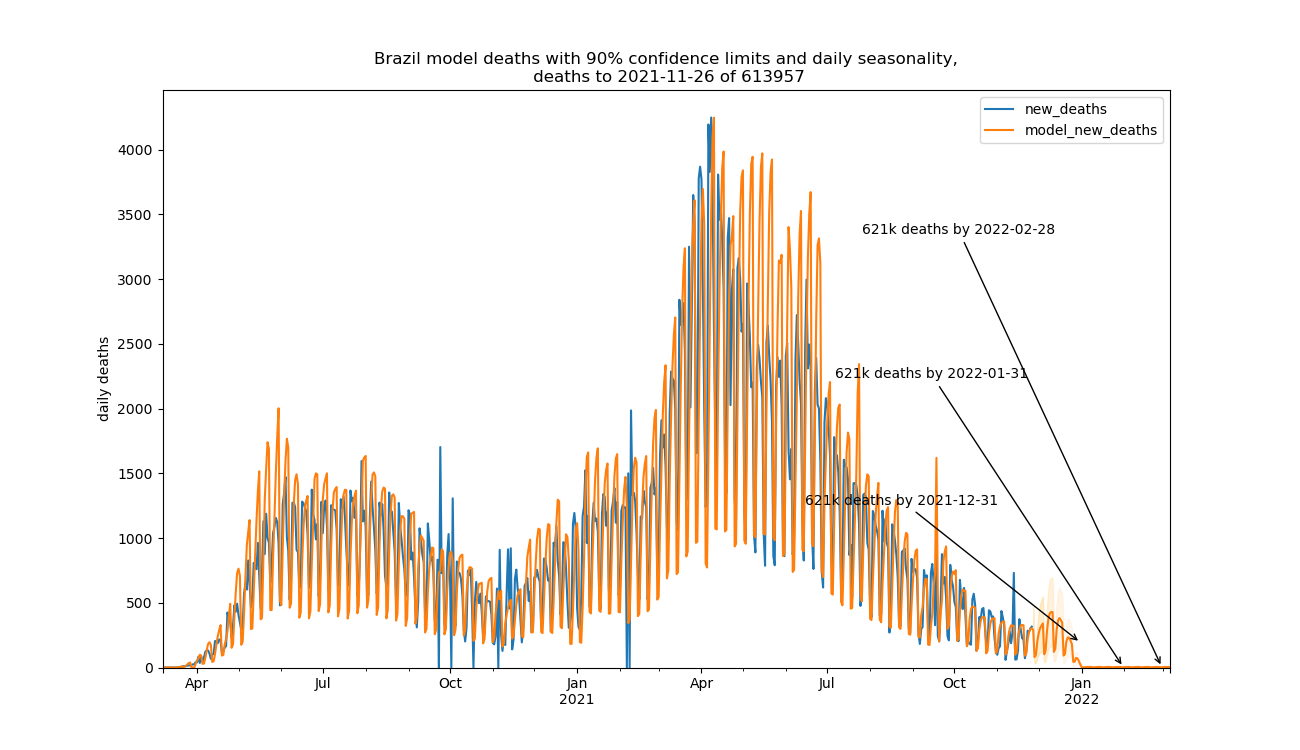 Brazil model deaths with 90% confidence limits and daily seasonality,
deaths to 2021-11-26 of 613957
new_deaths
model_new_deaths
daily deaths
4000
3500
3000
2500
2000
1500
1000
500
0
621k deaths by 2022-02-28
621k deaths by 2022-01-31
621k deaths by 2021-12-31
Apr Jul Oct Jan Apr Jul Oct Jan
2021 2022